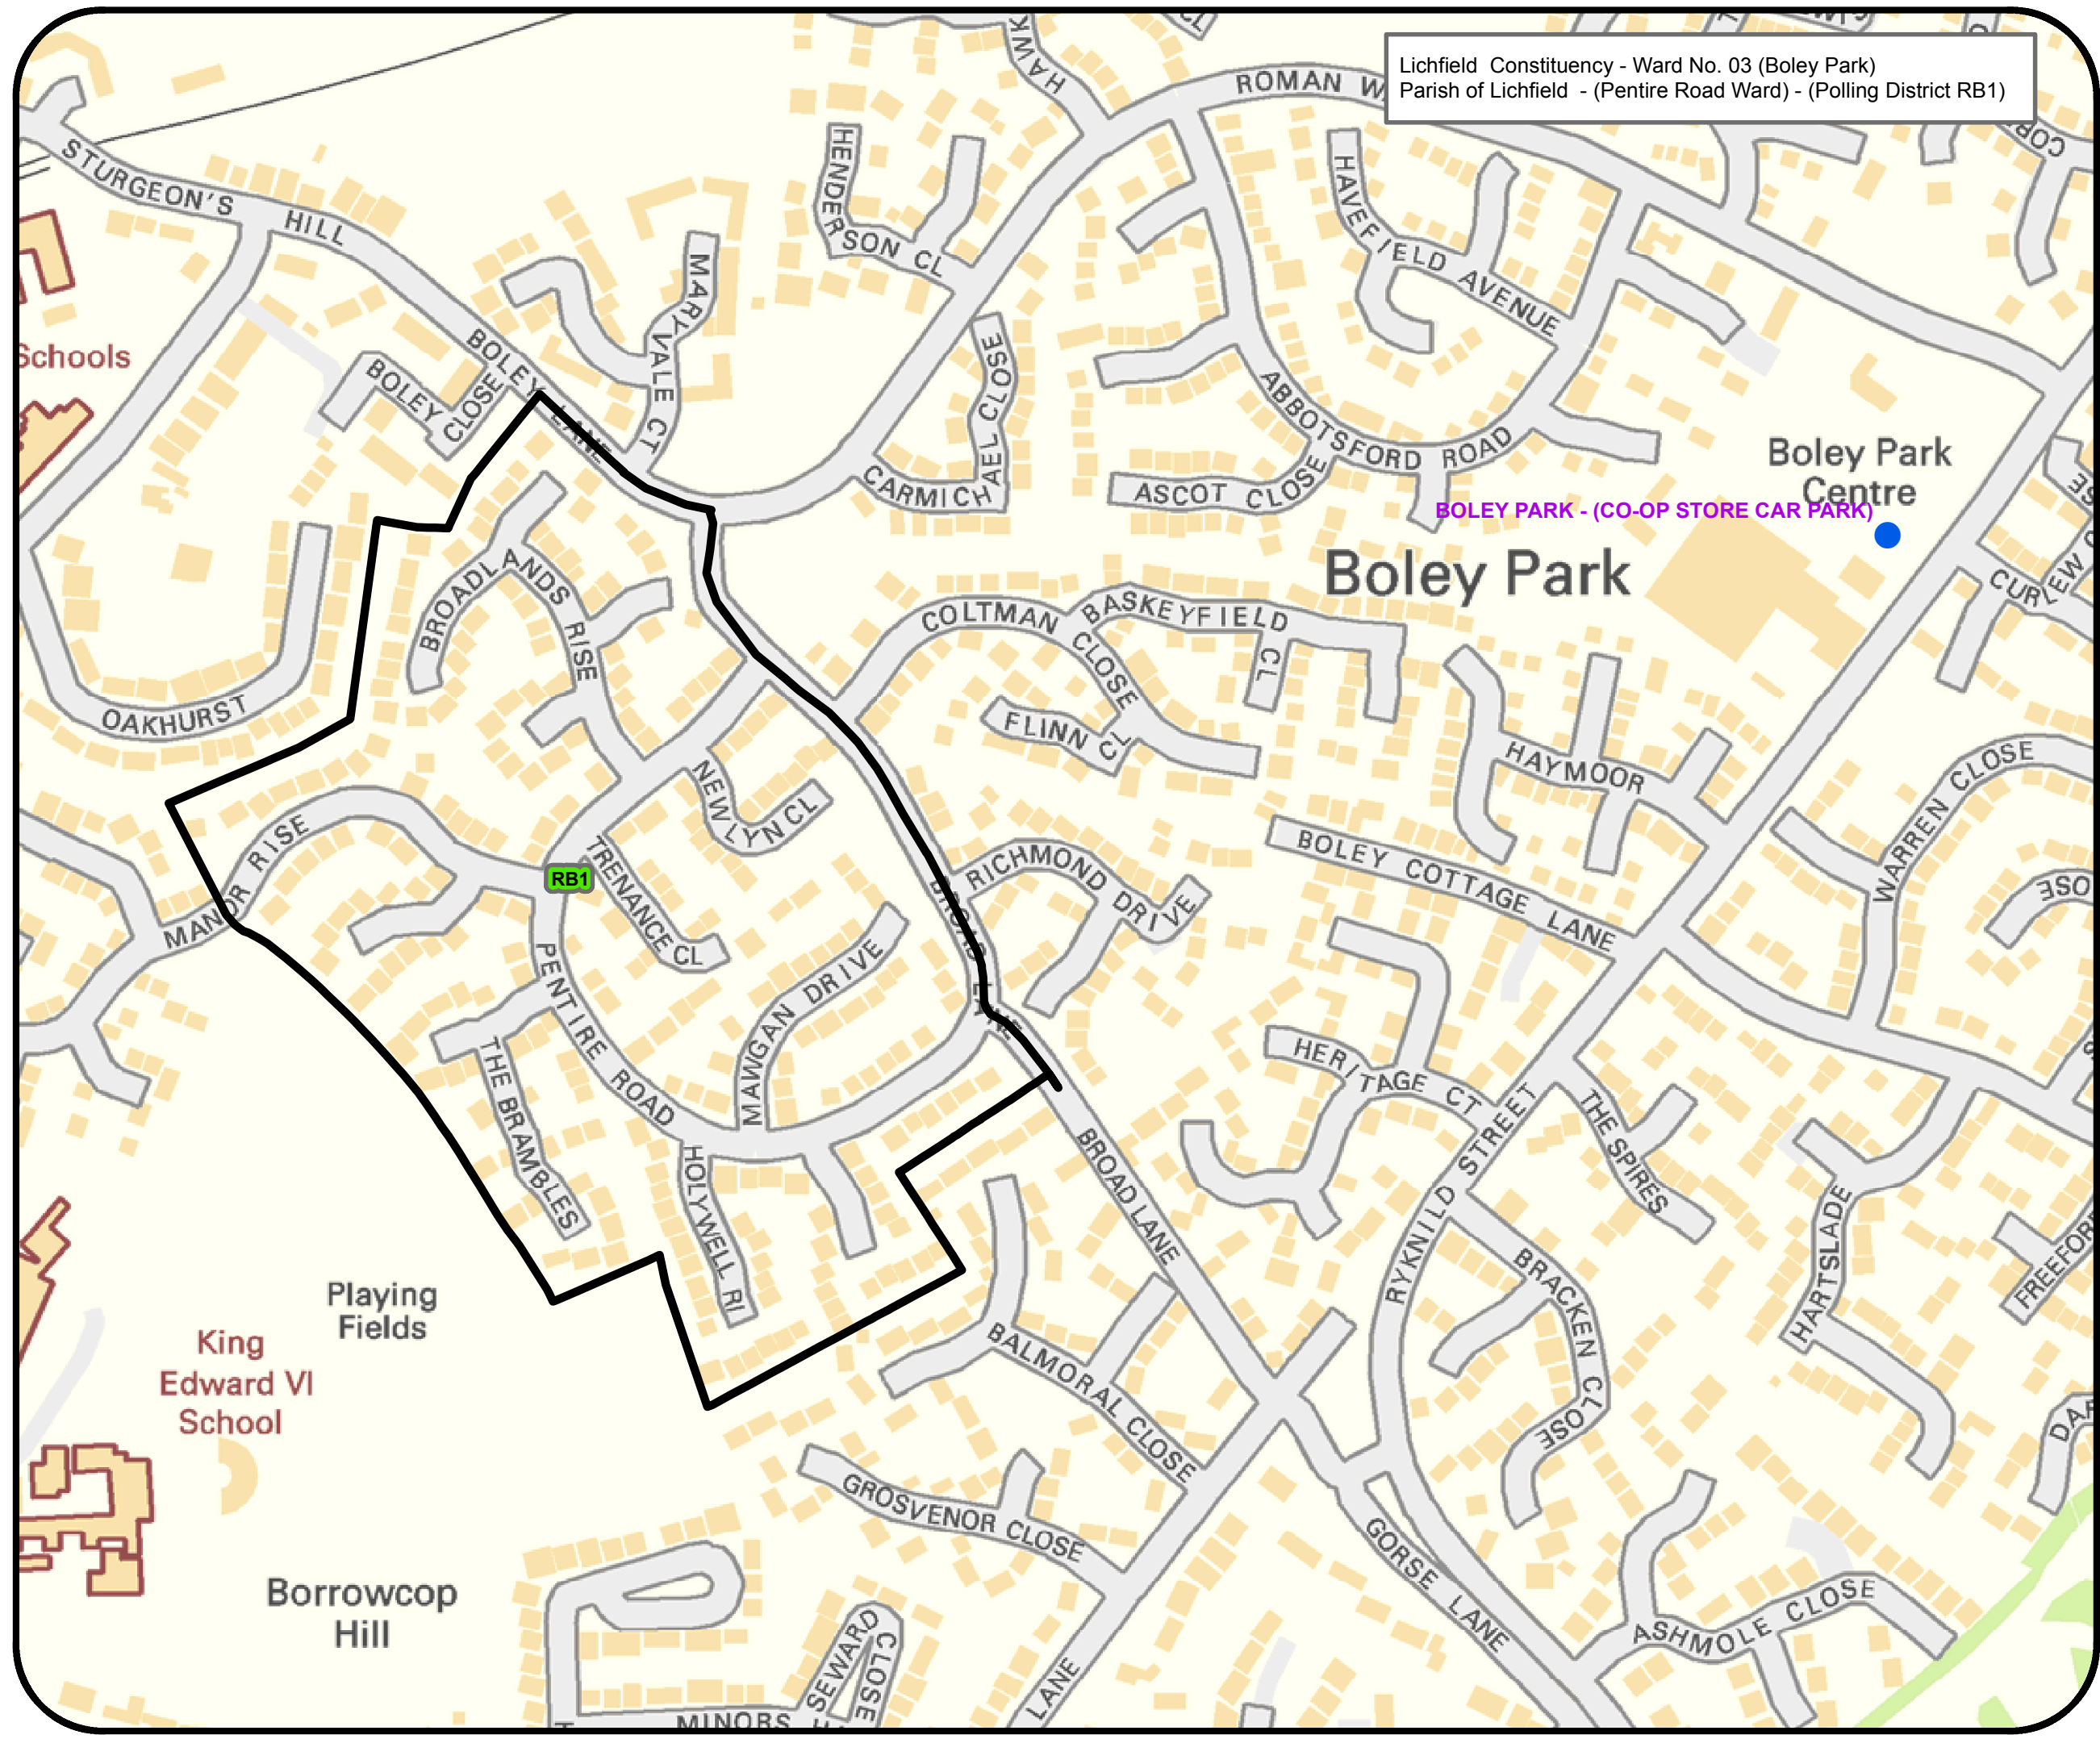 Lichfield  Constituency - Ward No. 03 (Boley Park)
Parish of Lichfield  - (Pentire Road Ward) - (Polling District RB1)
HAWK
ROMAN W
STURGEON'S HILL
HENDERSON CL
HAVEFIELD AVENUE
MARY VALE CT
Schools
BOLEY LANE
BOLEY CLOSE
CARMICHAEL CLOSE
ABBOTSFORD ROAD
ASCOT CLOSE
Boley Park
Centre
BOLEY PARK - (CO-OP STORE CAR PARK)
Boley Park
CURLEW
BROADLANDS RISE
COLTMAN CLOSE
BASKEYFIELD CL
FLINN CL
OAKHURST
HAYMOOR
NEWLYN CL
WARREN CLOSE
MANOR RISE
TRENANCE CL
RB1
RICHMOND DRIVE
BOLEY COTTAGE LANE
OSE
BROAD LANE
PENTIRE ROAD
MAWGAN DRIVE
THE BRAMBLES
HERITAGE CT
THE SPIRES
HOLYWELL RI
BROAD LANE
RYKNILD STREET
HARTSLADE
FREEFOR
BRACKEN CLOSE
Playing
Fields
King
Edward VI
School
BALMORAL CLOSE
GROSVENOR CLOSE
GORSE LANE
Borrowcop
Hill
ASHMOLE CLOSE
SEWARD CLOSE
LANE
MINORS